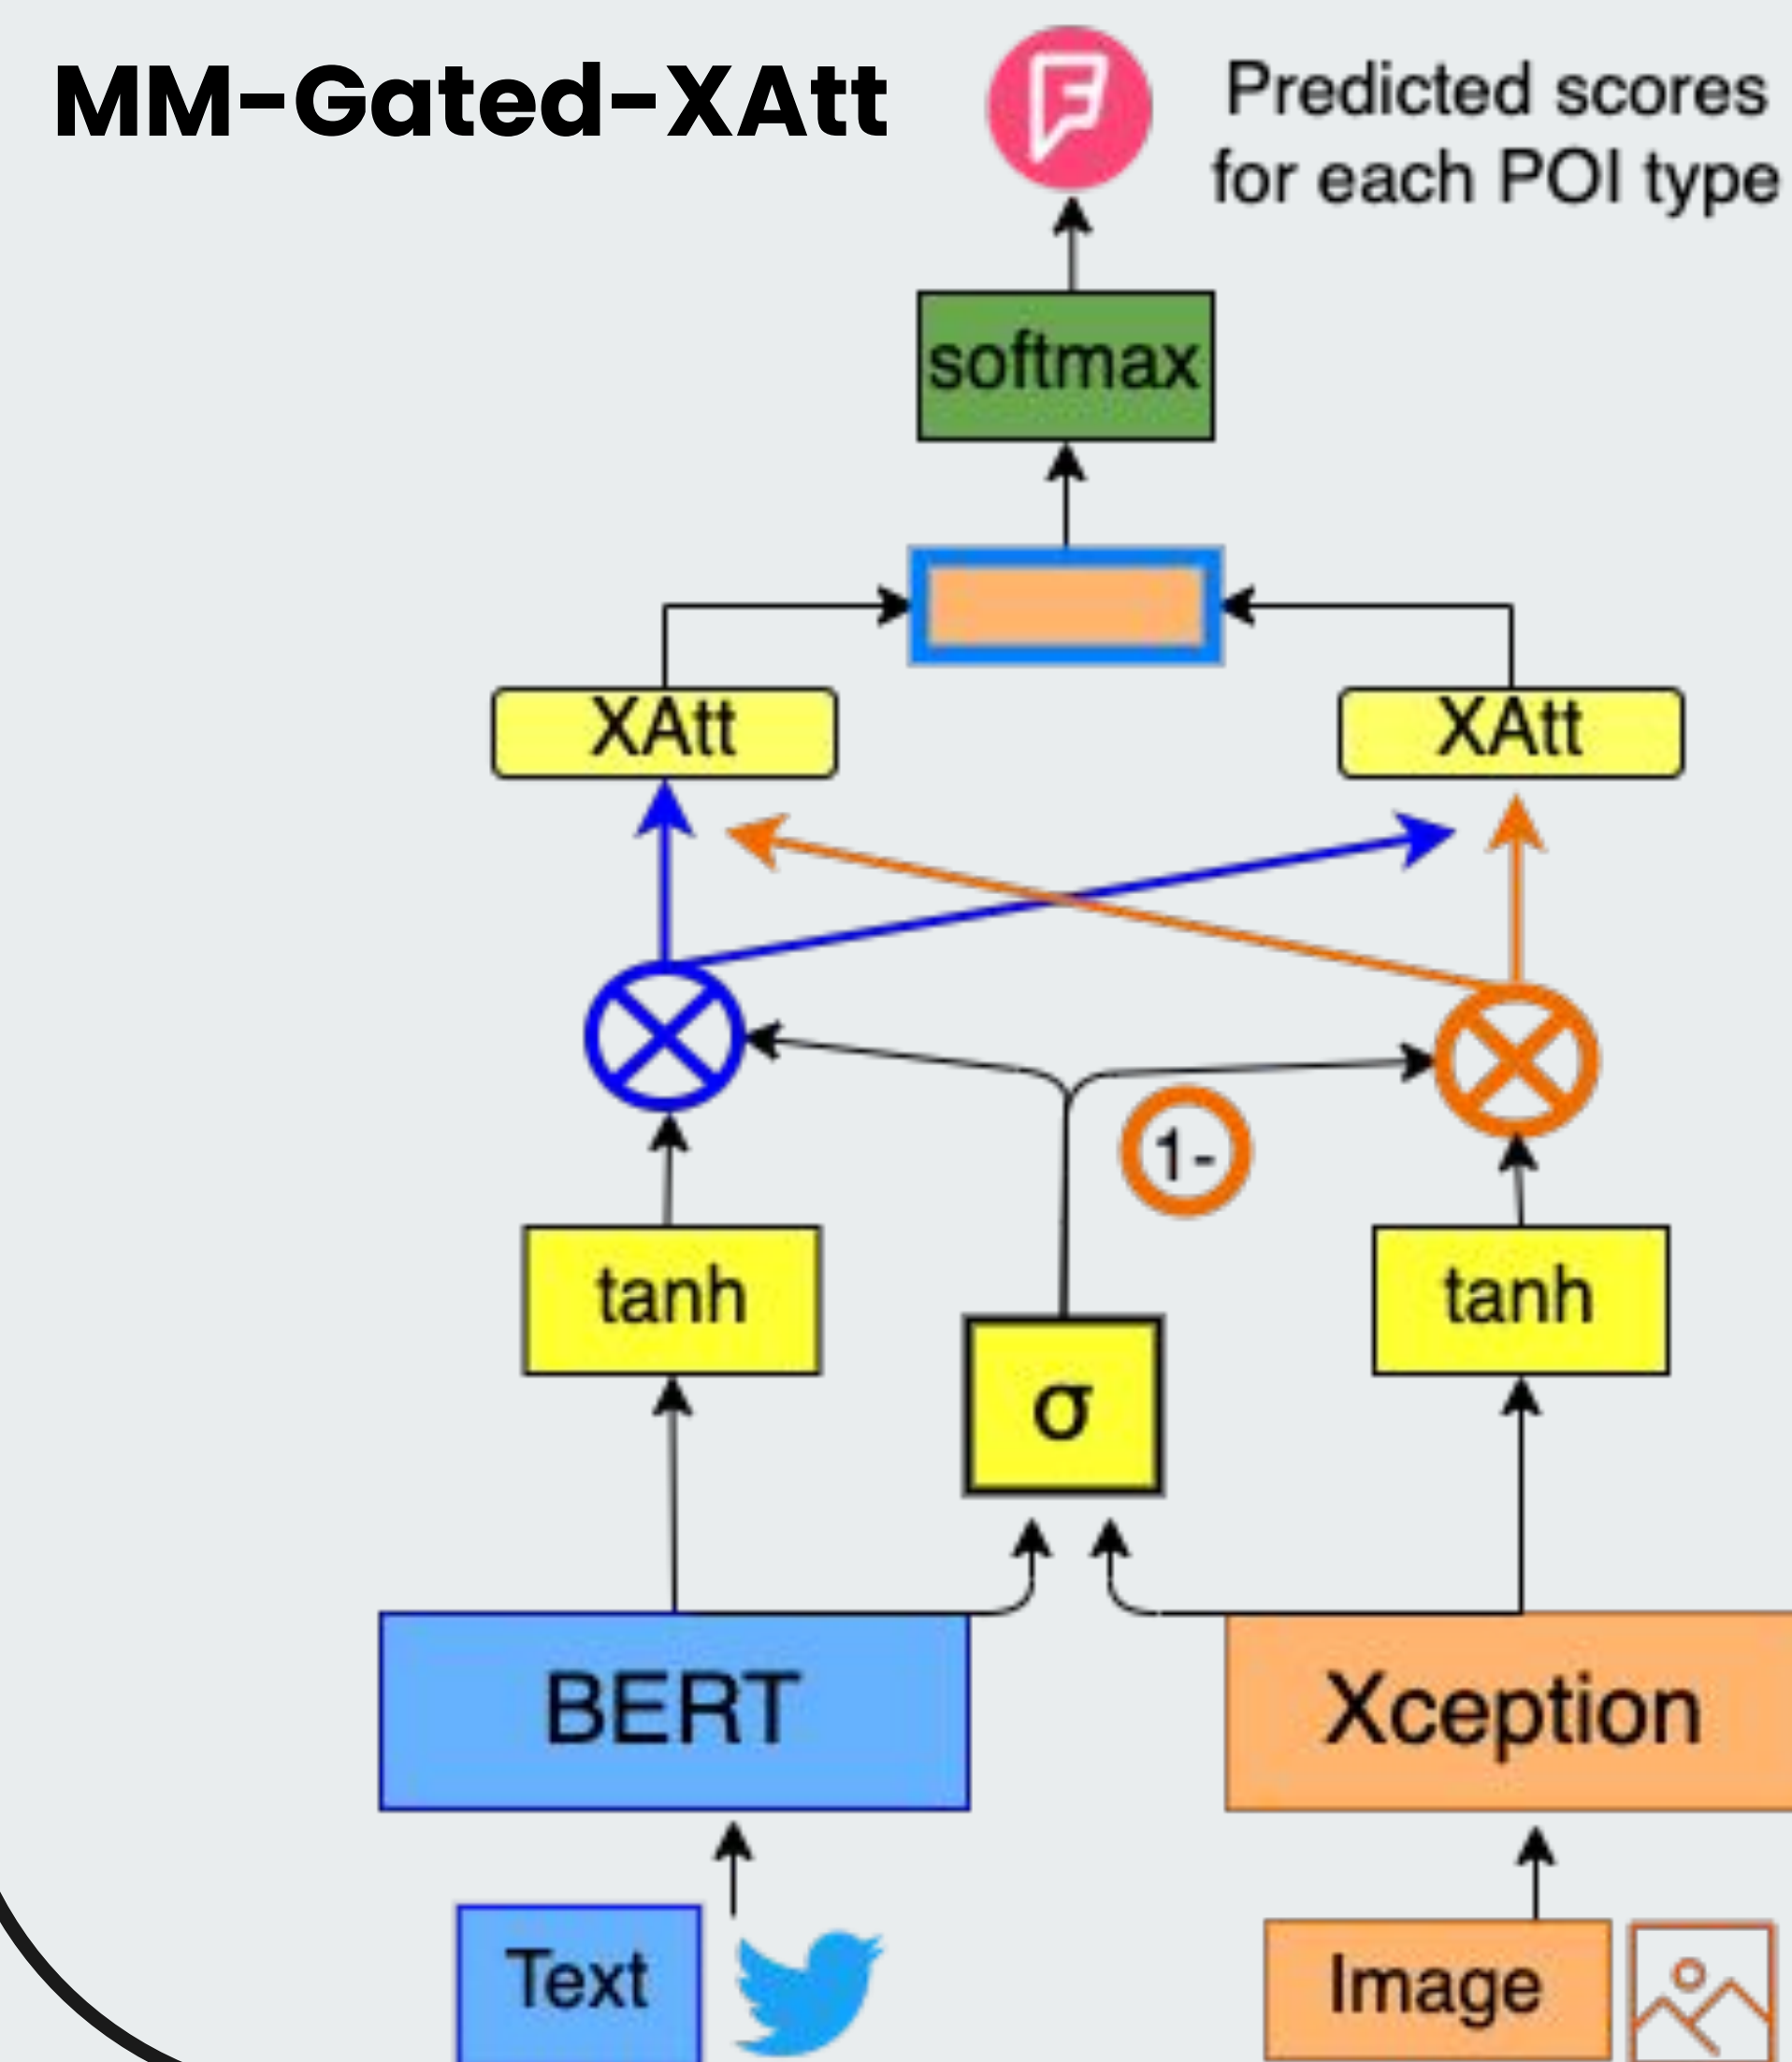 MM-Gated-XAtt
Predicted scores
for each POI type
softmax
XAtt
XAtt
1-
tanh
tanh
σ
BERT
Xception
Text
Image